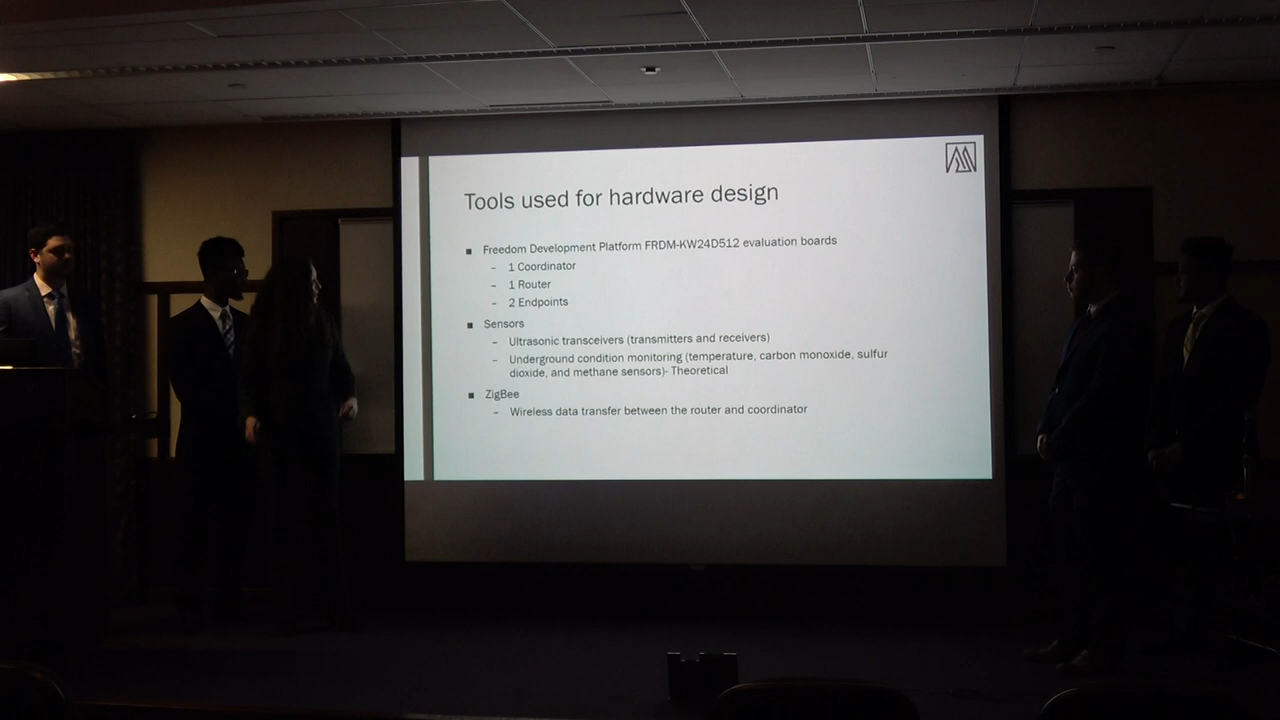 Tools used for hardware design
■ Freedom Development Platform FRDM-KW24D512 evaluation boards
– 1 Coordinator
– 1 Router
– 2 Endpoints
■ Sensors
– Ultrasonic transceivers (transmitters and receivers)
– Underground condition monitoring (temperature, carbon monoxide, sulfur
dioxide, and methane sensors)- Theoretical
■ ZigBee
– Wireless data transfer between the router and coordinator